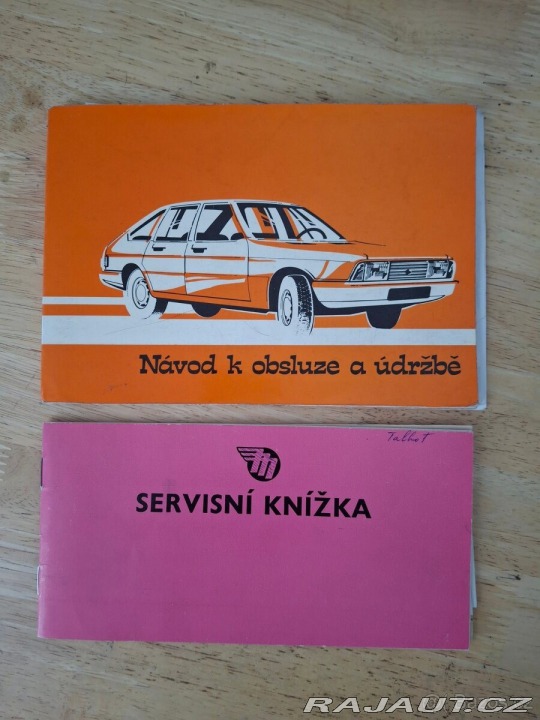 Návod k obsluze a údržbě
Talbot
SERVISNÍ KNÍŽKA
RAJAUT.CZ